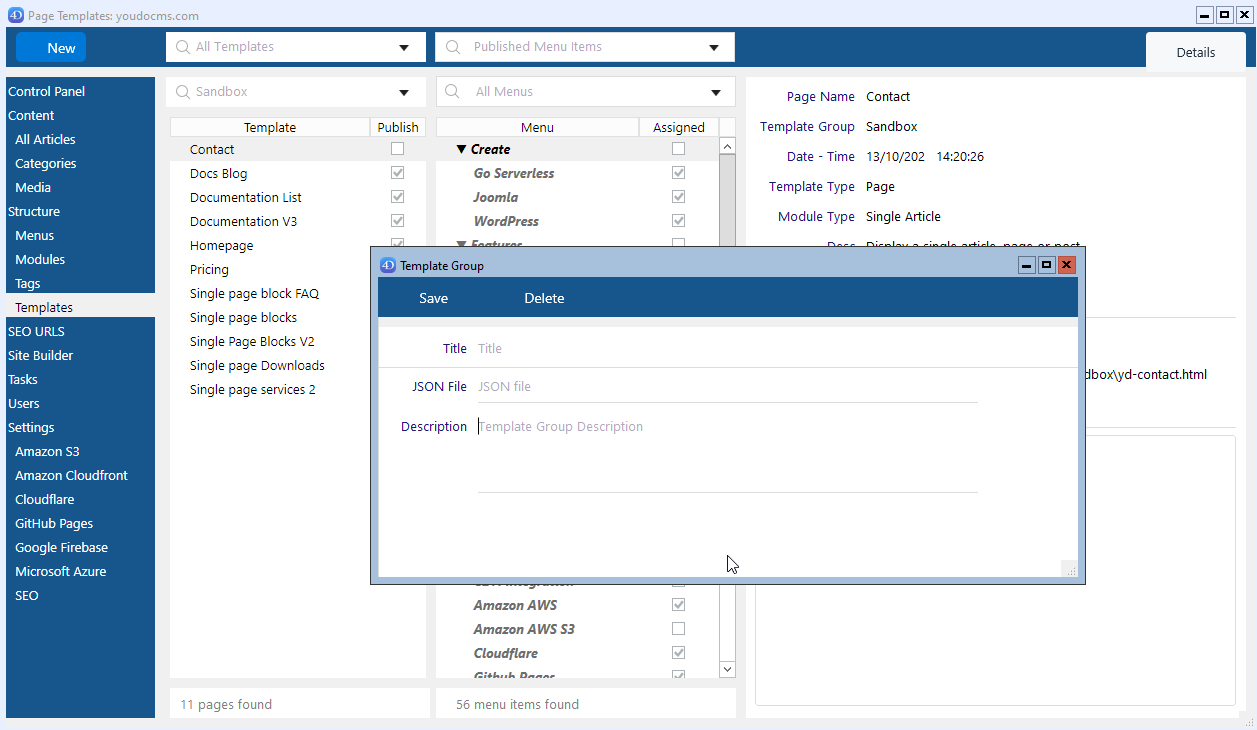 Page Templates: youdocms.com
New
All Templates
Published Menu Items
Details
Control Panel
Content
All Articles
Categories
Media
Structure
Menus
Modules
Tags
Templates
SEO URLS
Site Builder
Tasks
Users
Settings
Amazon S3
Amazon Cloudfront
Cloudflare
GitHub Pages
Google Firebase
Microsoft Azure
SEO
Sandbox
Template Publish
Contact
Docs Blog
Documentation List
Documentation V3
Homepage
Pricing
Single page block FAQ
Single page blocks
Single Page Blocks V2
Single page Downloads
Single page services 2
11 pages found
All Menus
Menu Assigned
Create
Go Serverless
Joomla
WordPress
Features
Amazon AWS
Amazon AWS S3
Cloudflare
Github Pages
56 menu items found
Page Name Contact
Template Group Sandbox
Date - Time 13/10/202 14:20:26
Template Type Page
Module Type Single Article
Desc Display a single article, page or post
dbox\yd-contact.html
Template Group
Save Delete
Title Title
JSON File JSON file
Description Template Group Description